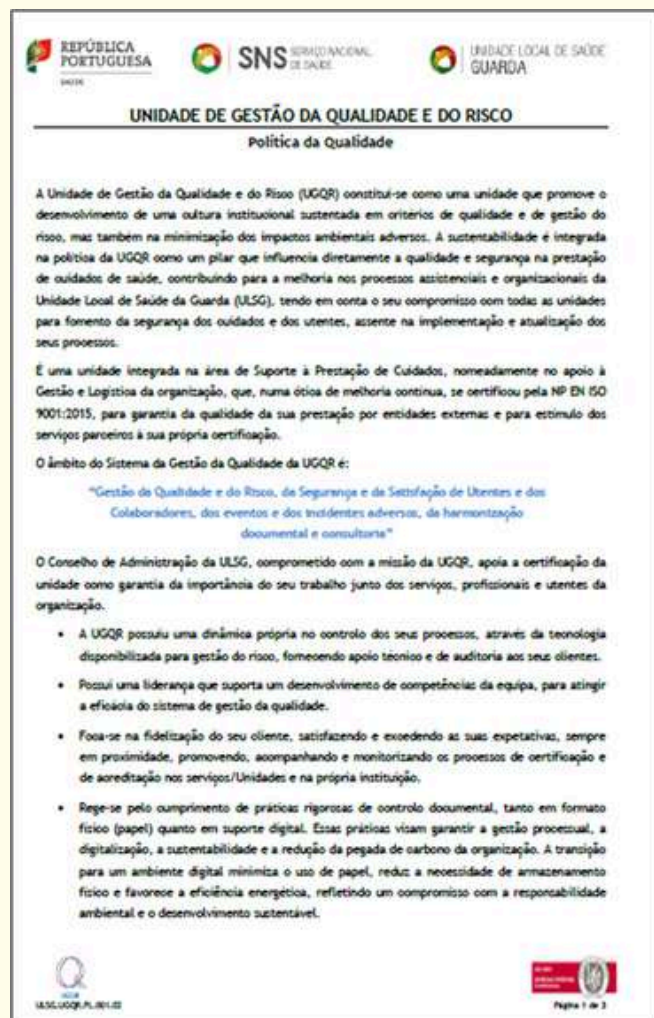 REPÚBLICA
PORTUGUESA
SAÚDE
SNS SERVIÇO NACIONAL
DE SAÚDE
UNIDADE LOCAL DE SAÚDE
GUARDA
UNIDADE DE GESTÃO DA QUALIDADE E DO RISCO
Política da Qualidade
A Unidade de Gestão da Qualidade e do Risco (UGQR) constitui-se como uma unidade que promove o
desenvolvimento de uma cultura institucional sustentada em critérios de qualidade e de gestão do
risco, mas também na minimização dos impactos ambientais adversos. A sustentabilidade é integrada
na política da UGQR como um pilar que influencia diretamente a qualidade e segurança na prestação
de cuidados de saúde, contribuindo para a melhoria nos processos assistenciais e organizacionais da
Unidade Local de Saúde da Guarda (ULSG), tendo em conta o seu compromisso com todas as unidades
para fomento da segurança dos cuidados e dos utentes, assente na implementação e atualização dos
seus processos.
É uma unidade integrada na área de Suporte à Prestação de Cuidados, nomeadamente no apoio à
Gestão e Logística da organização, que, numa ótica de melhoria contínua, se certificou pela NP EN ISO
9001:2015, para garantia da qualidade da sua prestação por entidades externas e para estímulo dos
serviços parceiros à sua própria certificação.
O âmbito do Sistema da Gestão da Qualidade da UGQR é:
"Gestão da Qualidade e do Risco, da Segurança e da Satisfação de Utentes e dos
Colaboradores, dos eventos e dos incidentes adversos, da harmonização
documental e consultoria"
O Conselho de Administração da ULSG, comprometido com a missão da UGQR, apoia a certificação da
unidade como garantia da importância do seu trabalho junto dos serviços, profissionais e utentes da
organização.
• A UGQR possuiu uma dinâmica própria no controlo dos seus processos, através da tecnologia
disponibilizada para gestão do risco, fornecendo apoio técnico e de auditoria aos seus clientes.
• Possui uma liderança que suporta um desenvolvimento de competências da equipa, para atingir
a eficácia do sistema de gestão da qualidade.
• Foca-se na fidelização do seu cliente, satisfazendo e excedendo as suas expetativas, sempre
em proximidade, promovendo, acompanhando e monitorizando os processos de certificação e
de acreditação nos serviços/Unidades e na própria instituição.
• Rege-se pelo cumprimento de práticas rigorosas de controlo documental, tanto em formato
físico (papel) quanto em suporte digital. Essas práticas visam garantir a gestão processual, a
digitalização, a sustentabilidade e a redução da pegada de carbono da organização. A transição
para um ambiente digital minimiza o uso de papel, reduz a necessidade de armazenamento
físico e favorece a eficiência energética, refletindo um compromisso com a responsabilidade
ambiental e o desenvolvimento sustentável.
UGQR
ULSG.UGQR.PL.001.02
Página 1 de 2